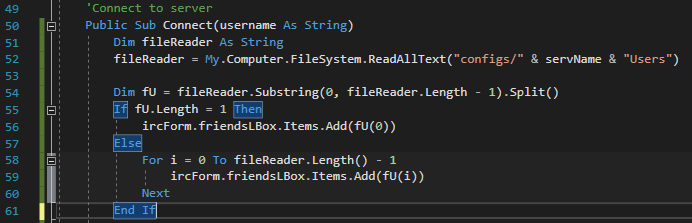 49 'Connect to server
50 Public Sub Connect(username As String)
51 Dim fileReader As String
52 fileReader = My.Computer.FileSystem.ReadAllText("configs/" & servName & "Users")
53
54 Dim fU = fileReader.Substring(0, fileReader.Length - 1).Split()
55 If fU.Length = 1 Then
56 ircForm.friendsLBox.Items.Add(fU(0))
57 Else
58 For i = 0 To fileReader.Length() - 1
59 ircForm.friendsLBox.Items.Add(fU(i))
60 Next
61 End If